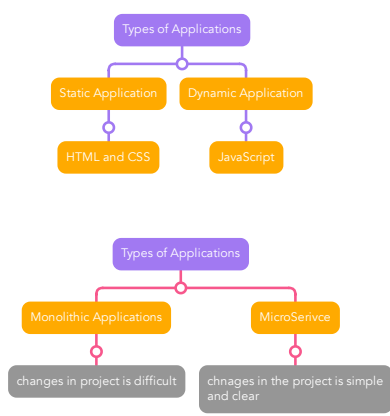 Types of Applications
Static Application
Dynamic Application
HTML and CSS
JavaScript
Types of Applications
Monolithic Applications
MicroSerivce
changes in project is difficult
chnages in the project is simple
and clear